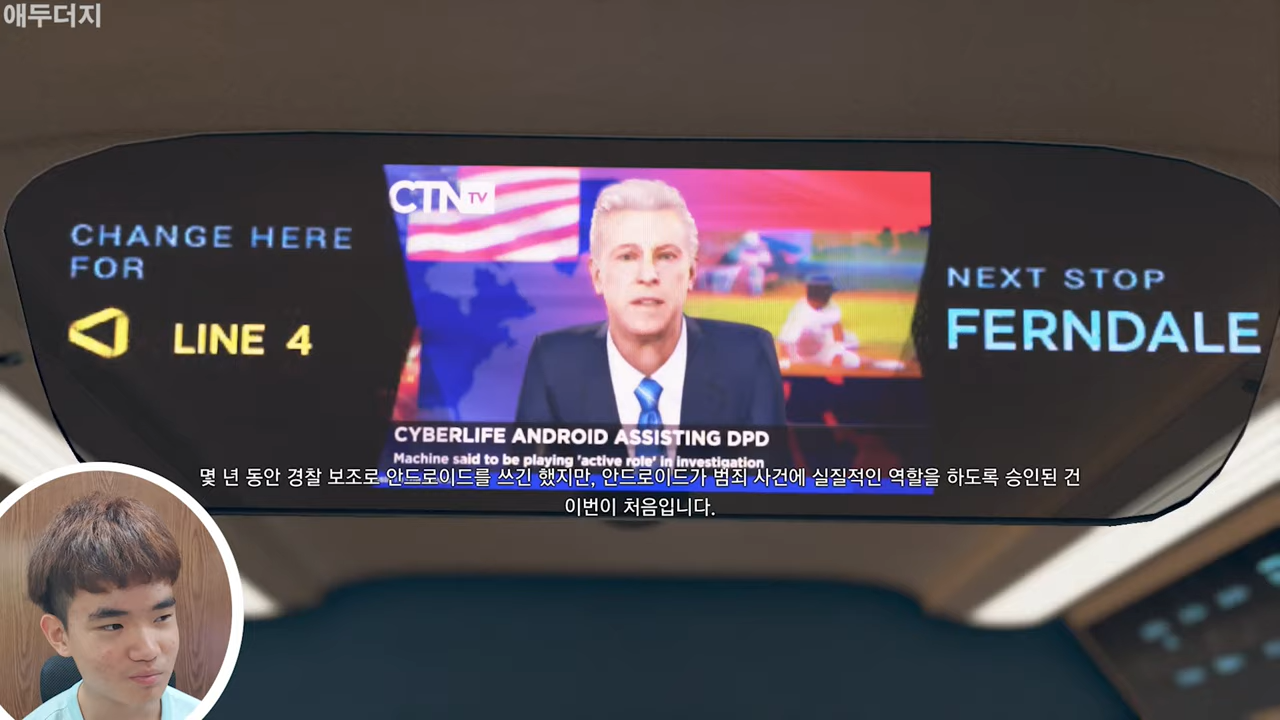 애두더지
CHANGE HERE
FOR
LINE 4
CTN TV
NEXT STOP
FERNDALE
CYBERLIFE ANDROID ASSISTING DPD
Machine said to be playing 'active role' in investigation
몇 년 동안 경찰 보조로 안드로이드를 쓰긴 했지만, 안드로이드가 범죄 사건에 실질적인 역할을 하도록 승인된 건
이번이 처음입니다.